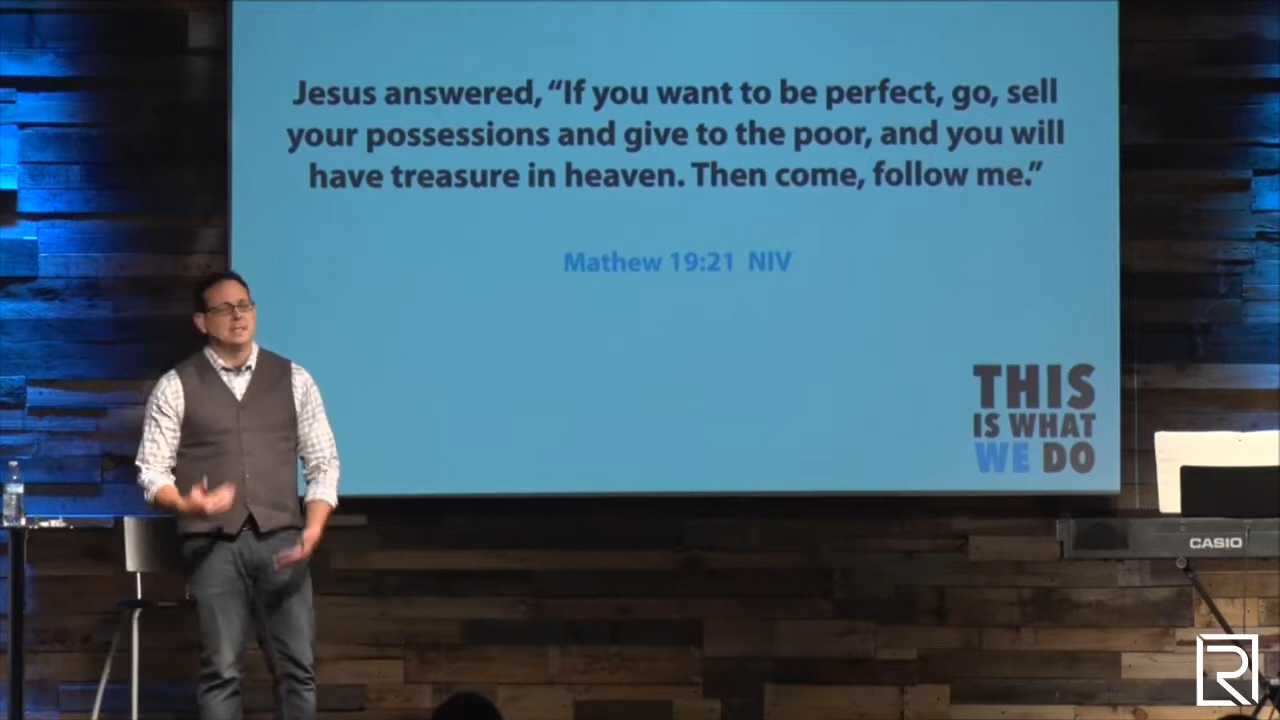 Jesus answered, “If you want to be perfect, go, sell
your possessions and give to the poor, and you will
have treasure in heaven. Then come, follow me.”
Mathew 19:21 NIV
THIS
IS WHAT
WE DO
CASIO
R